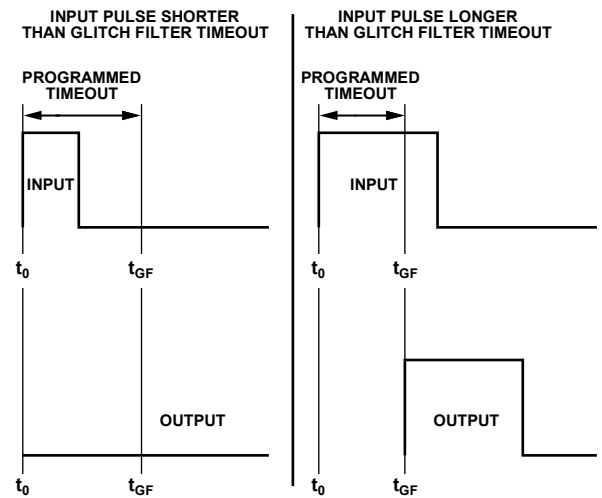 INPUT PULSE SHORTER
THAN GLITCH FILTER TIMEOUT
PROGRAMMED
TIMEOUT
INPUT
t0
tGF
OUTPUT
t0
tGF
INPUT PULSE LONGER
THAN GLITCH FILTER TIMEOUT
PROGRAMMED
TIMEOUT
INPUT
t0
tGF
OUTPUT
t0
tGF